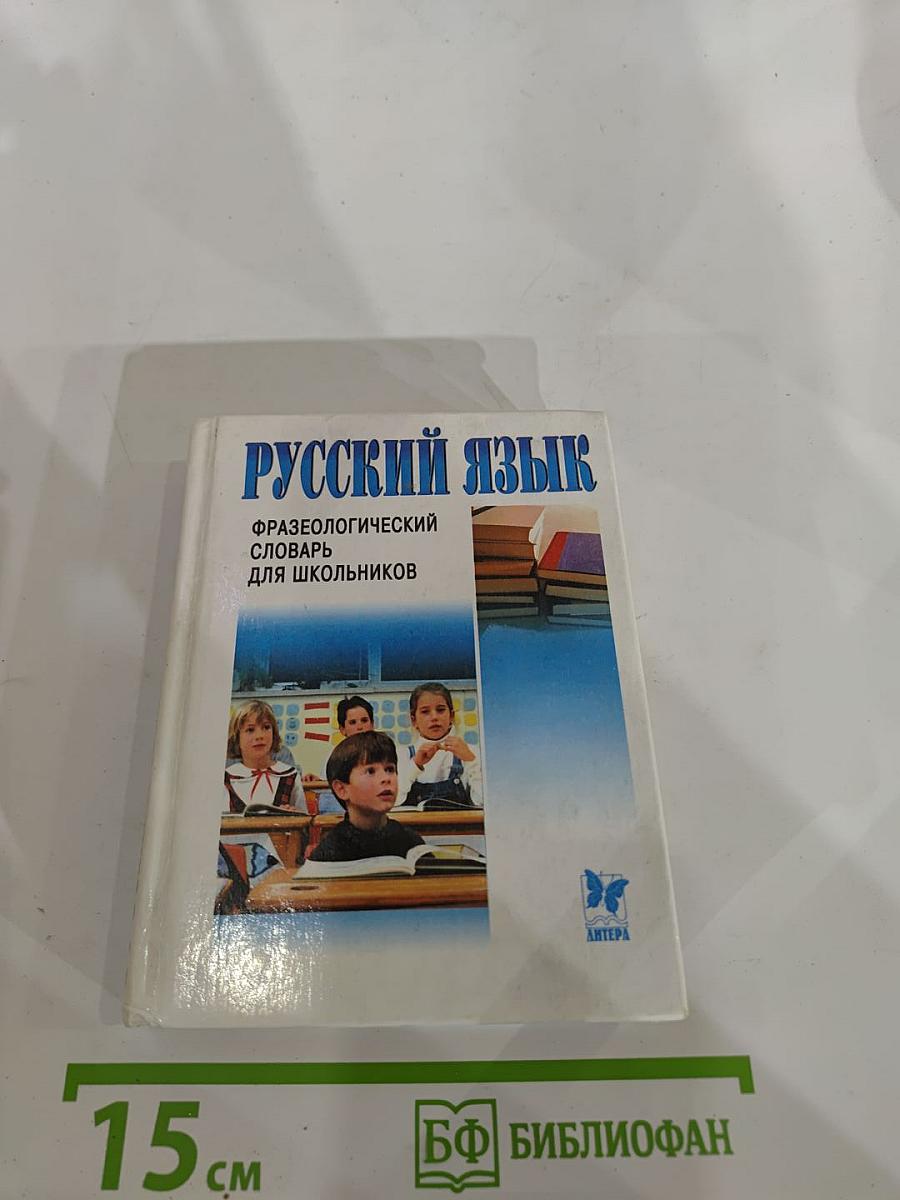 РУССКИЙ ЯЗЫК
ФРАЗЕОЛОГИЧЕСКИЙ
СЛОВАРЬ
ДЛЯ ШКОЛЬНИКОВ
ЛИТЕРА
15 см
БФ БИБЛИОФАН